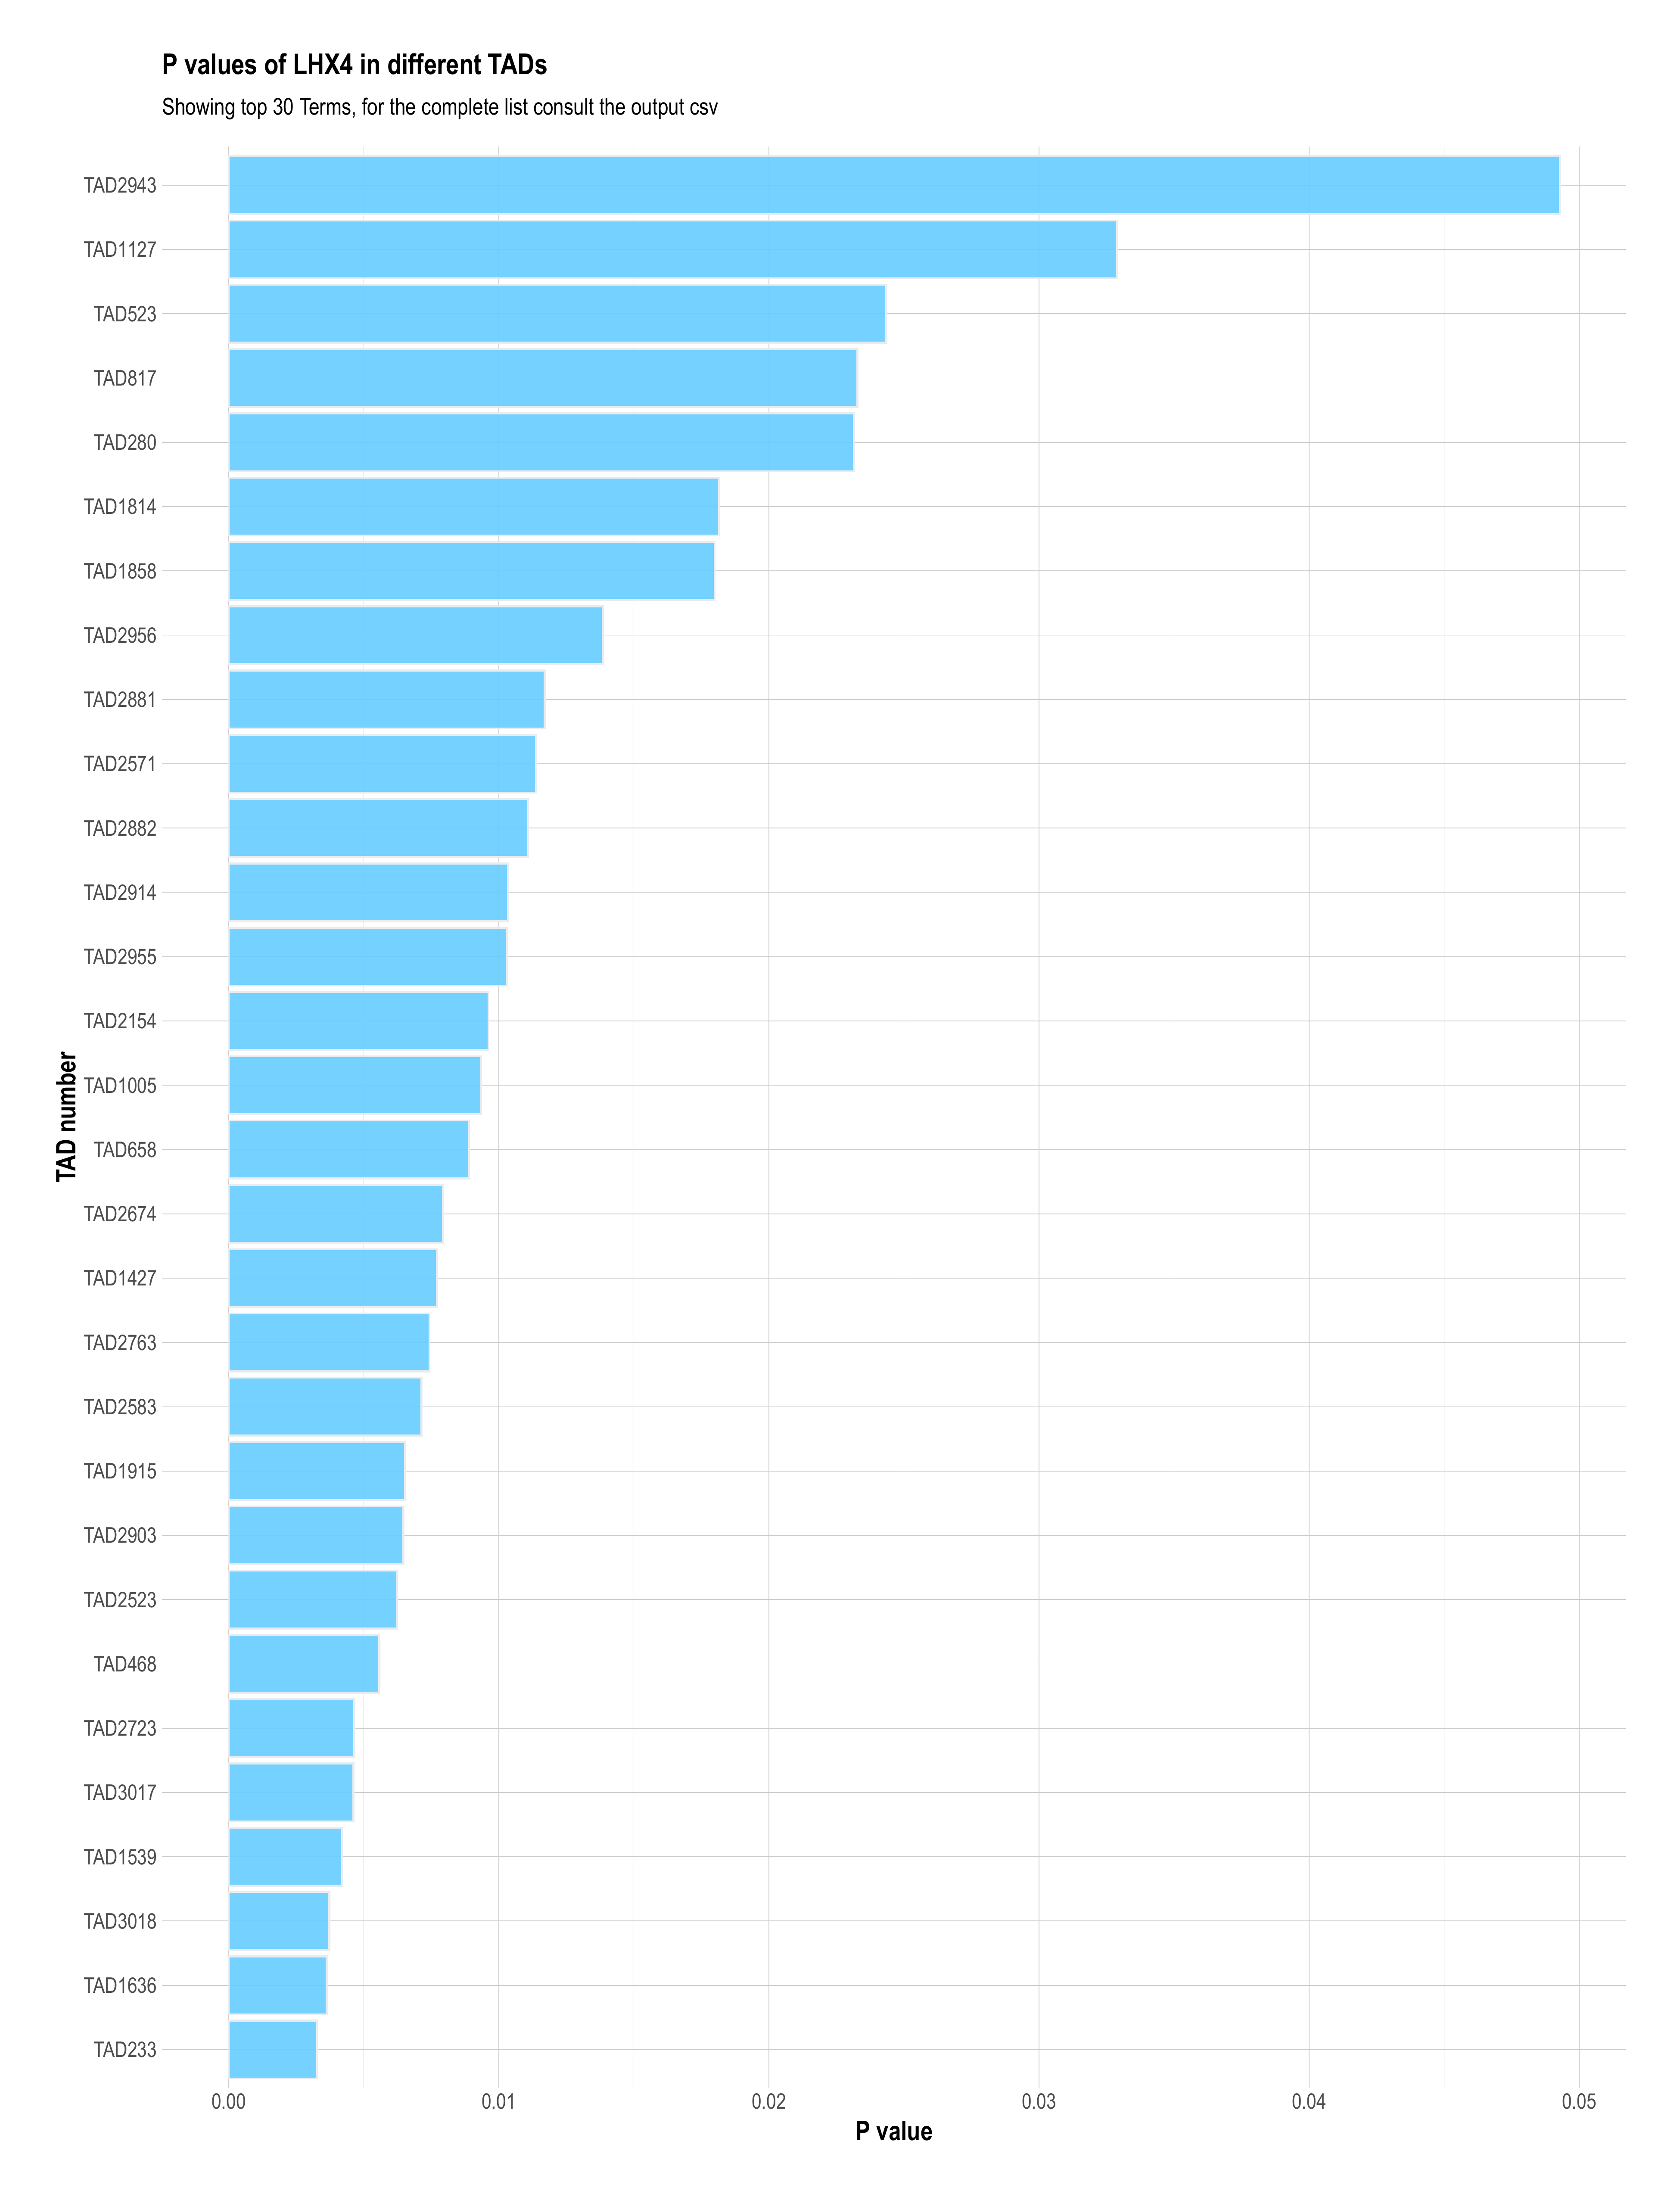 P values of LHX4 in different TADs
Showing top 30 Terms, for the complete list consult the output csv
TAD number
TAD2943
TAD1127
TAD523
TAD817
TAD280
TAD1814
TAD1858
TAD2956
TAD2881
TAD2571
TAD2882
TAD2914
TAD2955
TAD2154
TAD1005
TAD658
TAD2674
TAD1427
TAD2763
TAD2583
TAD1915
TAD2903
TAD2523
TAD468
TAD2723
TAD3017
TAD1539
TAD3018
TAD1636
TAD233
0.00 0.01 0.02 0.03 0.04 0.05
P value